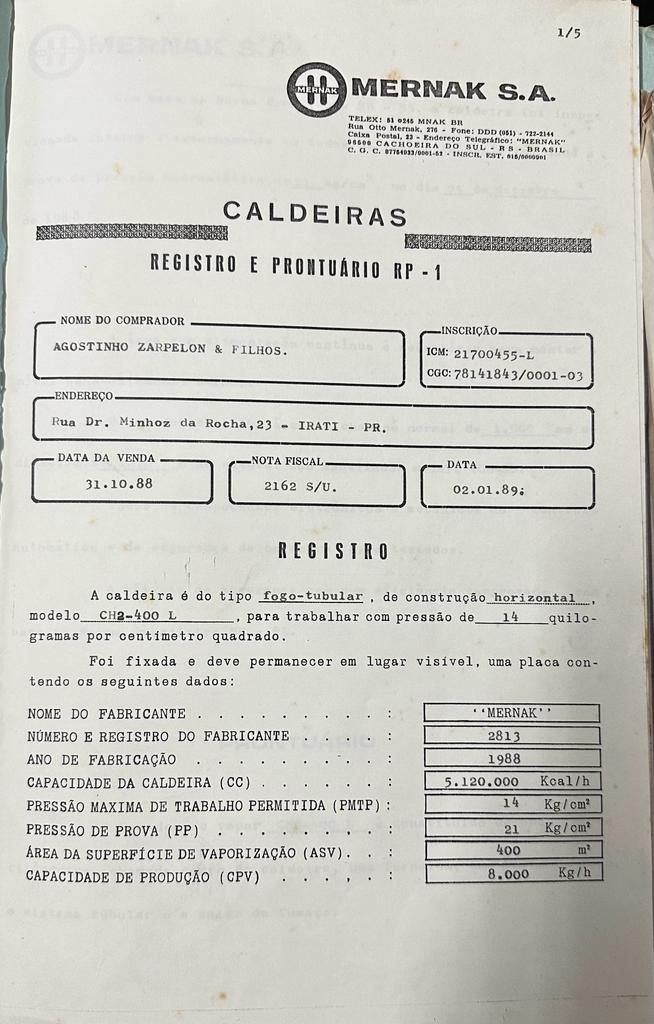 1/5
MERNAK
MERNAK S.A.
TELEX: 51 0245 MNAK BR
Rua Otto Mernak, 276 - Fone: DDD (051) - 722-2144
Caixa Postal, 23 - Endereço Telegráfico: "MERNAK"
96500 CACHOEIRA DO SUL - RS - BRASIL
C. G. C. 87764033/0001-51 - INSCR. EST.
CALDEIRAS
REGISTRO E PRONTUÁRIO RP - 1
NOME DO COMPRADOR
AGOSTINHO ZARPELON & FILHOS.
INSCRIÇÃO
ICM: 21700455-L
CGC: 78141843/0001-03
ENDEREÇO
Rua Dr. Minhoz da Rocha,23 - IRATI - PR.
DATA DA VENDA
31.10.88
NOTA FISCAL
2162 S/U.
DATA
02.01.89;
REGISTRO
A caldeira é do tipo fogo-tubular , de construção horizontal ,
modelo CH2-400 L , para trabalhar com pressão de 14 quilo-
gramas por centímetro quadrado.
Foi fixada e deve permanecer em lugar visível, uma placa con-
tendo os seguintes dados:
NOME DO FABRICANTE . . . . . . . . . . : ''MERNAK''
NÚMERO E REGISTRO DO FABRICANTE . . . . : 2813
ANO DE FABRICAÇÃO . . . . . . . . . . : 1988
CAPACIDADE DA CALDEIRA (CC) . . . . . . : 5.120.000 Kcal/h
PRESSÃO MAXIMA DE TRABALHO PERMITIDA (PMTP) : 14 Kg/cm²
PRESSÃO DE PROVA (PP) . . . . . . . . : 21 Kg/cm²
ÁREA DA SUPERFÍCIE DE VAPORIZAÇÃO (ASV). . : 400 m²
CAPACIDADE DE PRODUÇÃO (CPV) . . . . . : 8.000 Kg/h